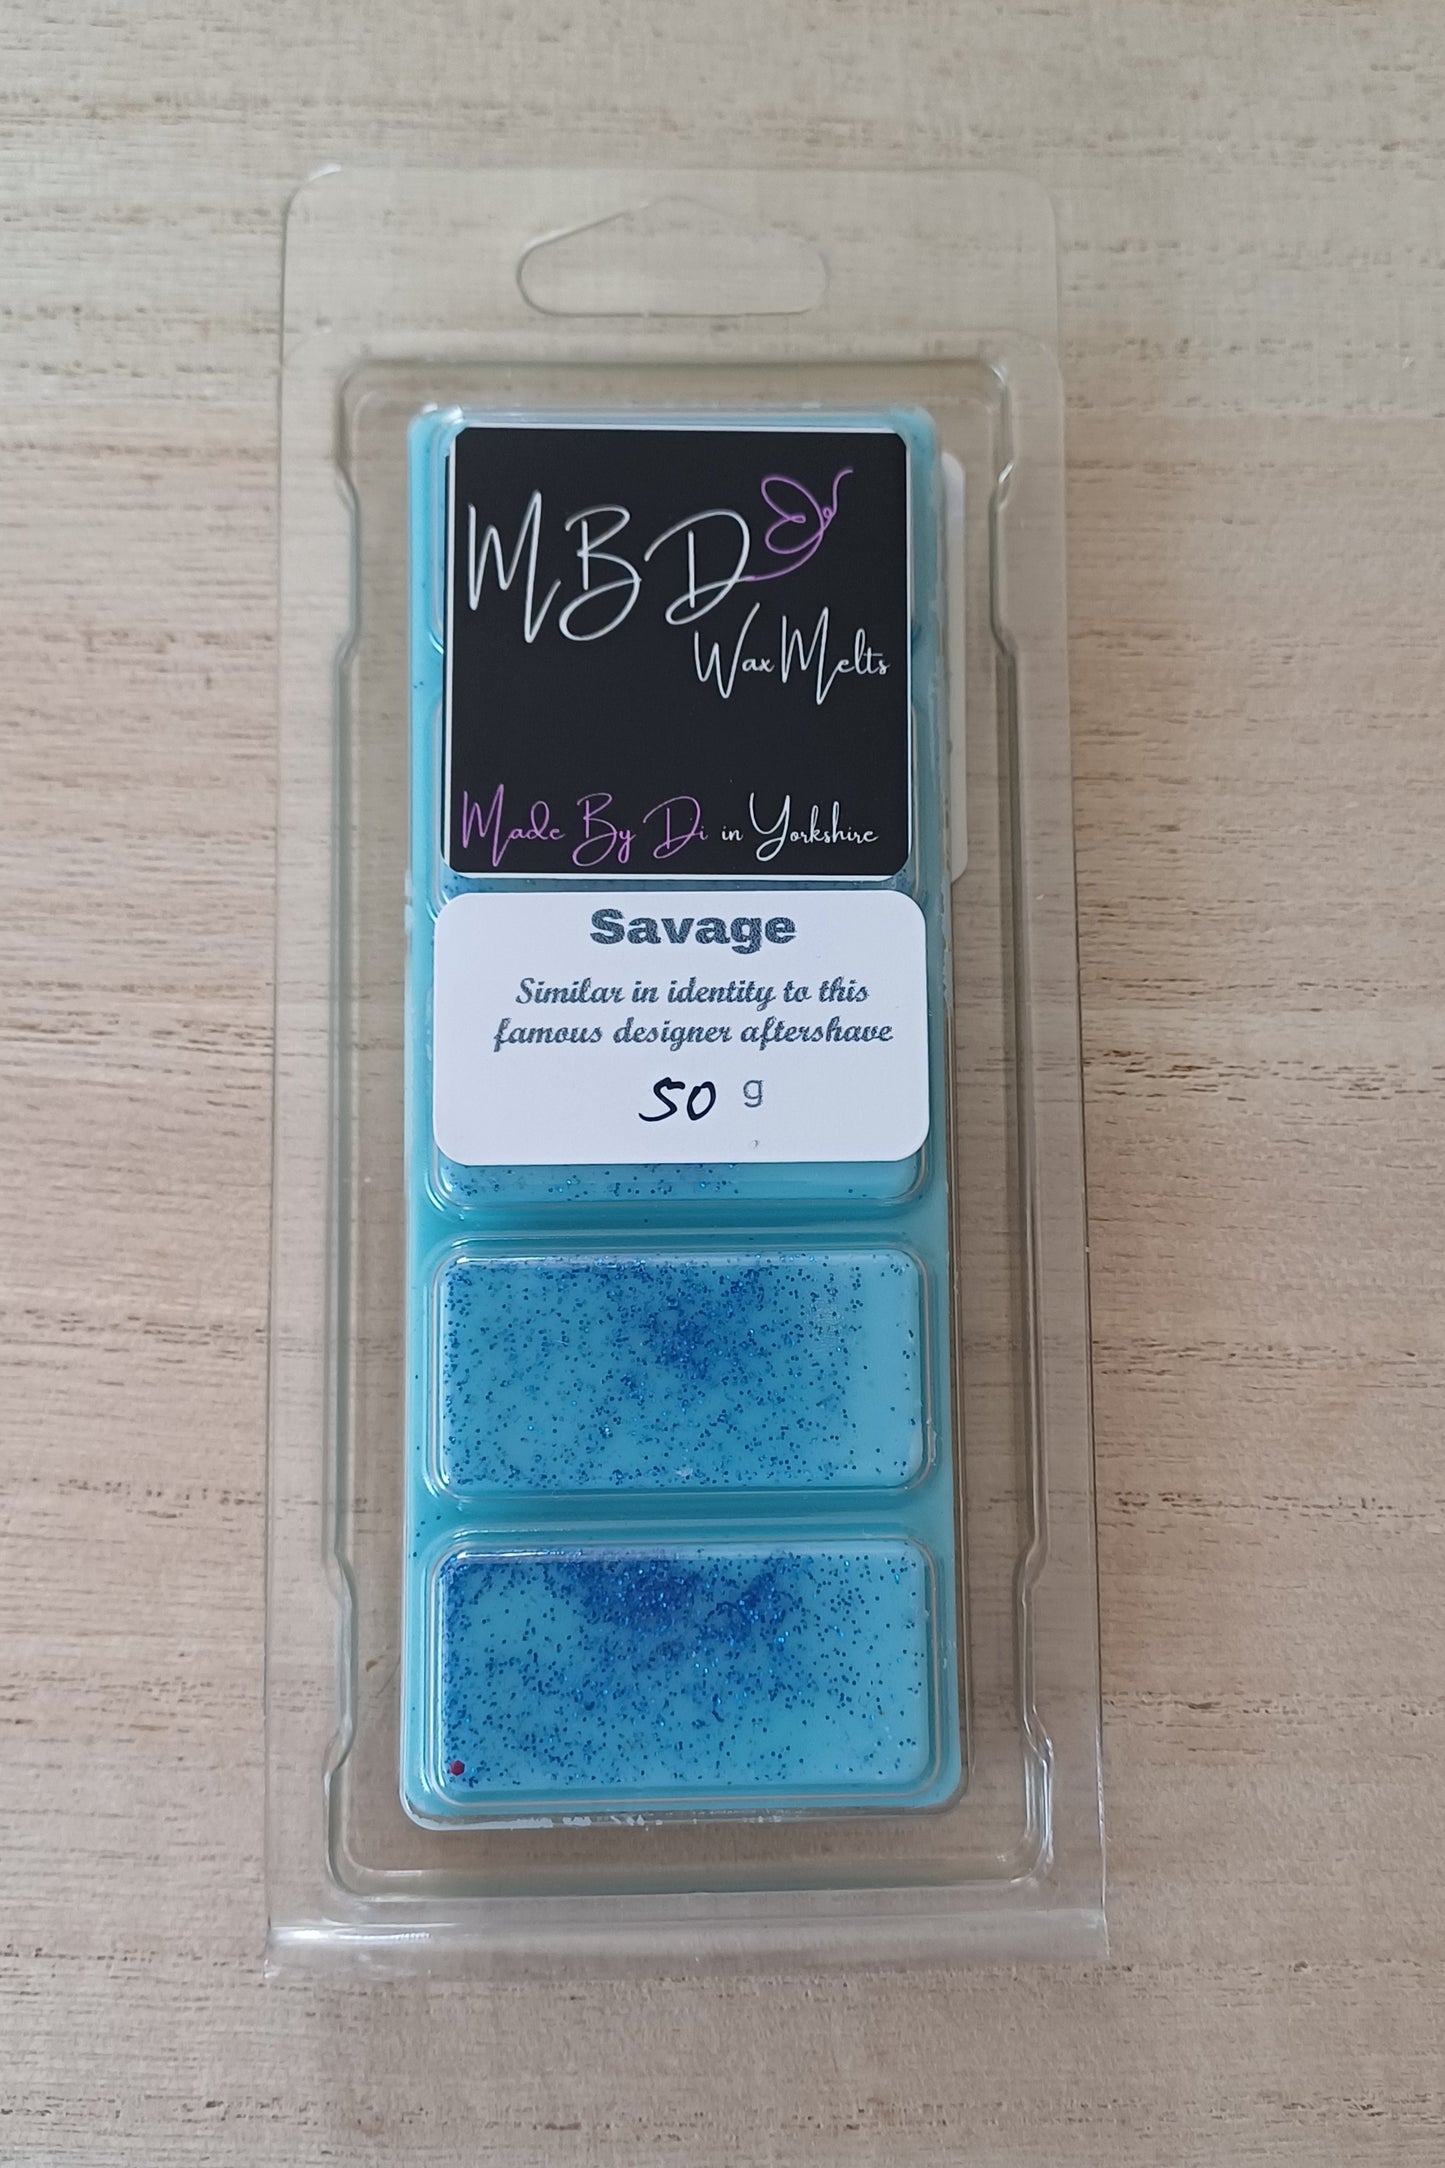 MBD
Wax Melts
Made By Di in Yorkshire
Savage
Similar in identity to this
famous designer aftershave
50 g